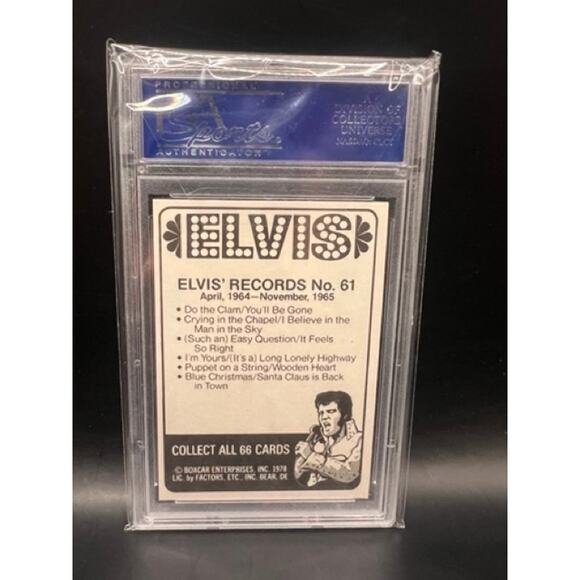 PROFESSIONAL
PSA
Sports
AUTHENTICATOR
A
DIVISION OF
COLLECTORS
UNIVERSE
NASDAQ: CLCT
ELVIS
ELVIS' RECORDS No. 61
April, 1964—November, 1965
• Do the Clam/You'll Be Gone
• Crying in the Chapel/I Believe in the
Man in the Sky
• (Such an) Easy Question/It Feels
So Right
• I'm Yours/(It's a) Long Lonely Highway
• Puppet on a String/Wooden Heart
• Blue Christmas/Santa Claus is Back
in Town
COLLECT ALL 66 CARDS
© BOXCAR ENTERPRISES, INC. 1978
LIC. by FACTORS, ETC., INC. BEAR, DE